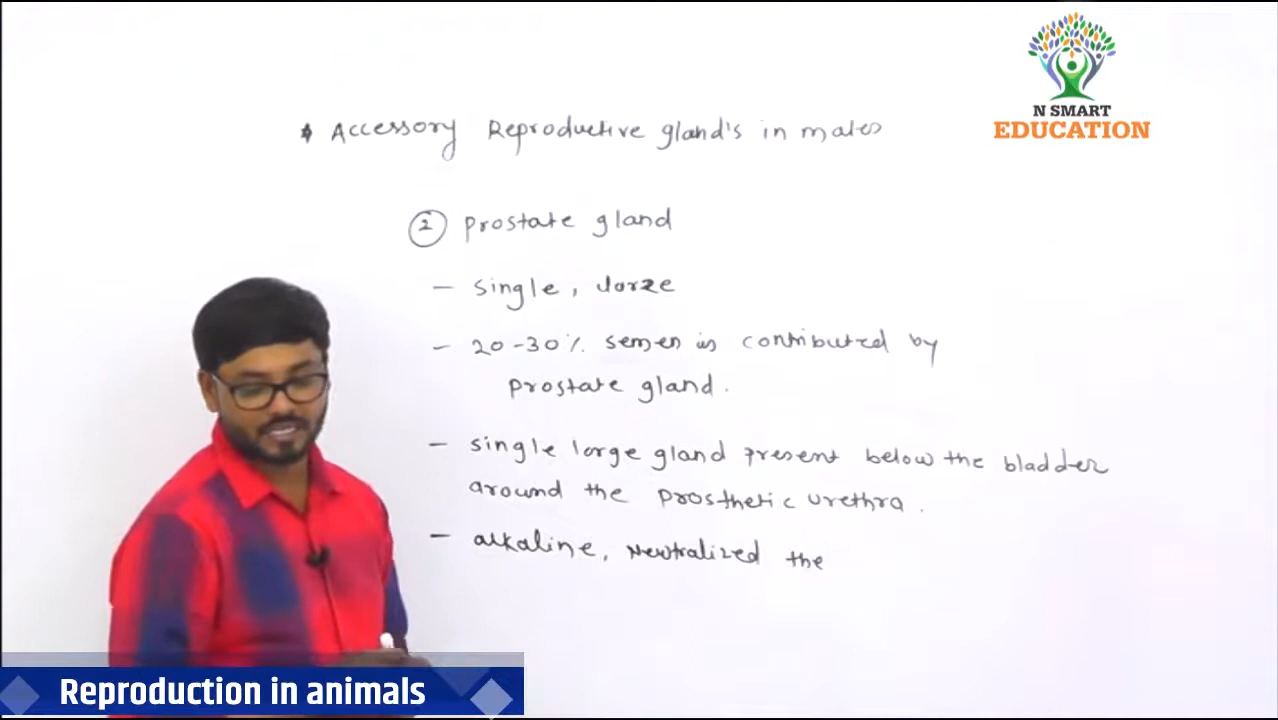 N SMART
EDUCATION
* Accessory Reproductive gland's in males
② Prostate gland
- single, large
- 20-30% semen is contributed by
prostate gland.
- single large gland present below the bladder
around the prosthetic urethra.
- alkaline, Neutralized the
Reproduction in animals